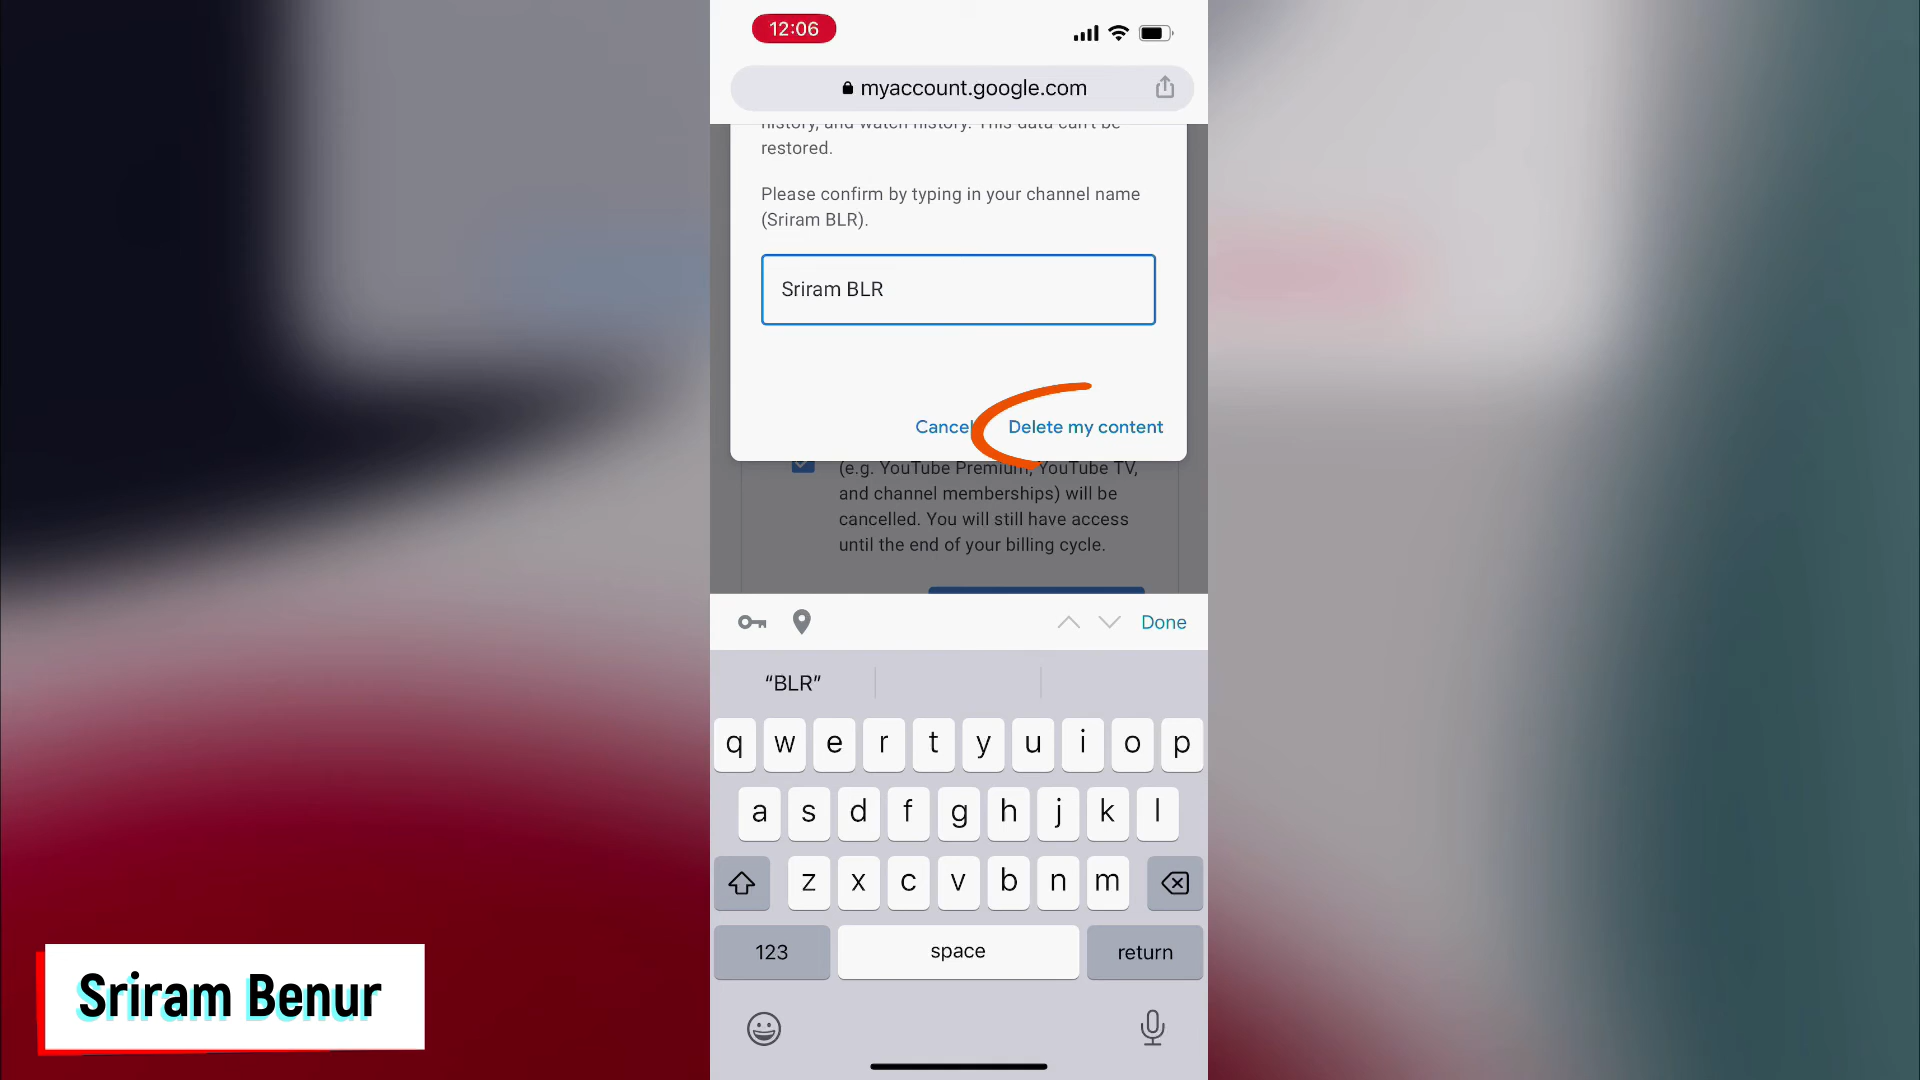 12:06
myaccount.google.com
history, and watch history. This data can't be
restored.
Please confirm by typing in your channel name
(Sriram BLR).
Sriram BLR
Cancel
Delete my content
(e.g. YouTube Premium, YouTube TV,
and channel memberships) will be
cancelled. You will still have access
until the end of your billing cycle.
Done
“BLR”
q w e r t y u i o p
a s d f g h j k l
z x c v b n m
123 space return
Sriram Benur